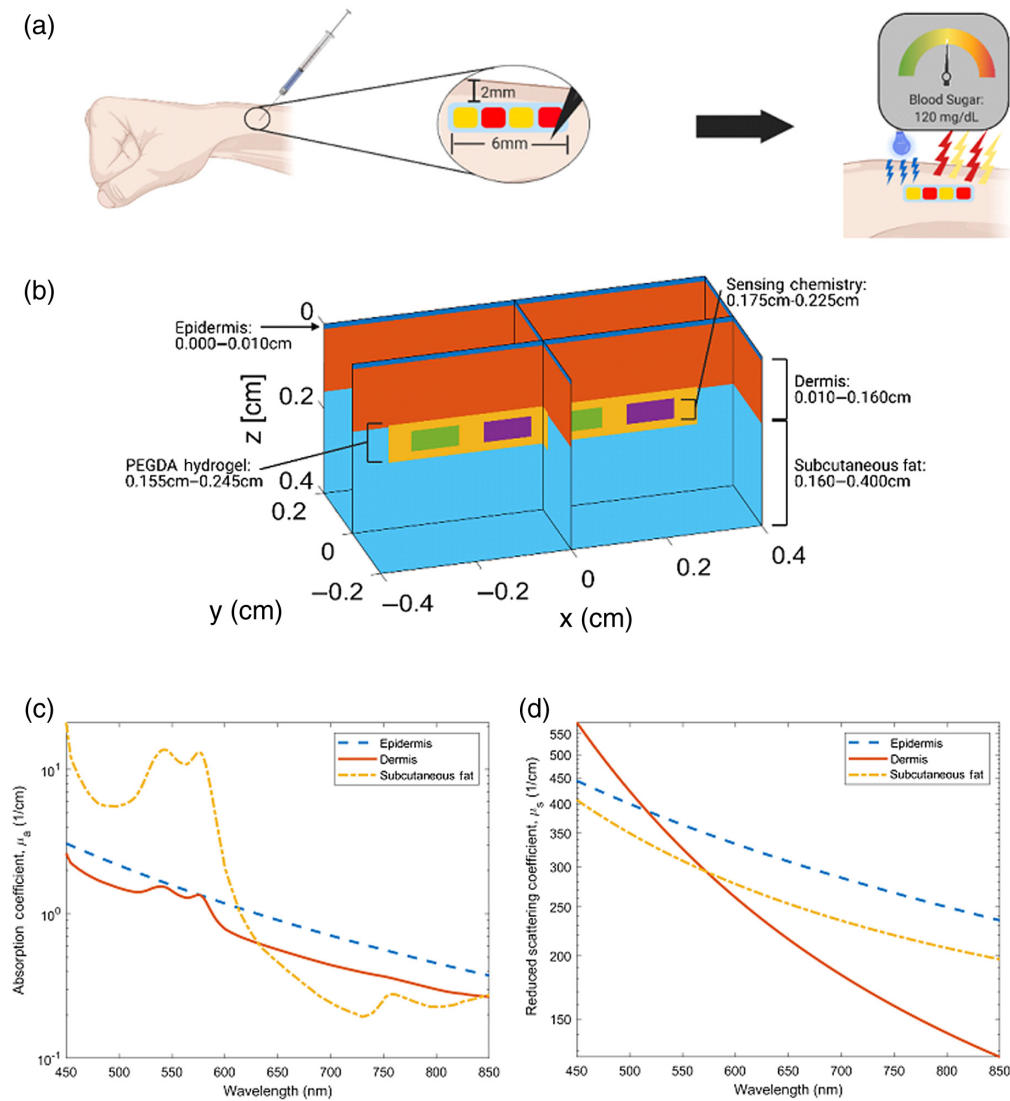 (a)
2mm
6mm
Blood Sugar:
120 mg/dL
(b)
Sensing chemistry:
0.175cm-0.225cm
Epidermis:
0.000−0.010cm
Dermis:
0.010−0.160cm
PEGDA hydrogel:
0.155cm−0.245cm
Subcutaneous fat:
0.160−0.400cm
z [cm]
0
0.2
0.4
0.2
0
−0.2
y (cm)
−0.4
−0.2
0
0.2
0.4
x (cm)
(c)
Epidermis
Dermis
Subcutaneous fat
Absorption coefficient, μa (1/cm)
10^1
10^0
10^-1
450 500 550 600 650 700 750 800 850
Wavelength (nm)
(d)
Epidermis
Dermis
Subcutaneous fat
Reduced scattering coefficient, μs (1/cm)
550
500
450
400
350
300
250
200
150
450 500 550 600 650 700 750 800 850
Wavelength (nm)